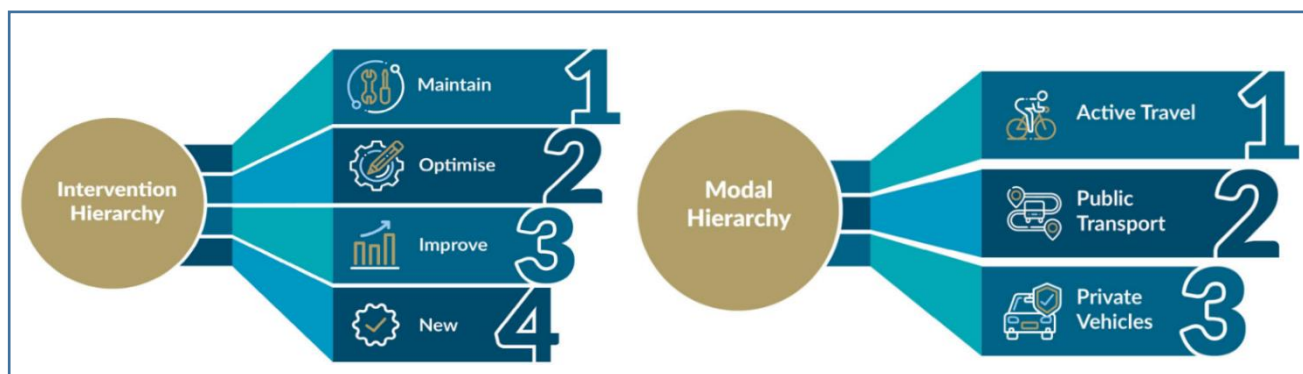 Intervention
Hierarchy
Maintain
1
Optimise
2
Improve
3
New
4
Modal
Hierarchy
Active Travel
1
Public
Transport
2
Private
Vehicles
3